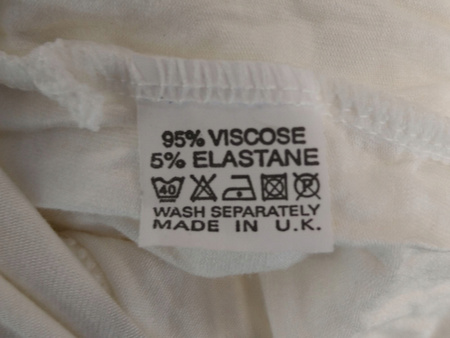 95% VISCOSE
5% ELASTANE
40 P
WASH SEPARATELY
MADE IN U.K.